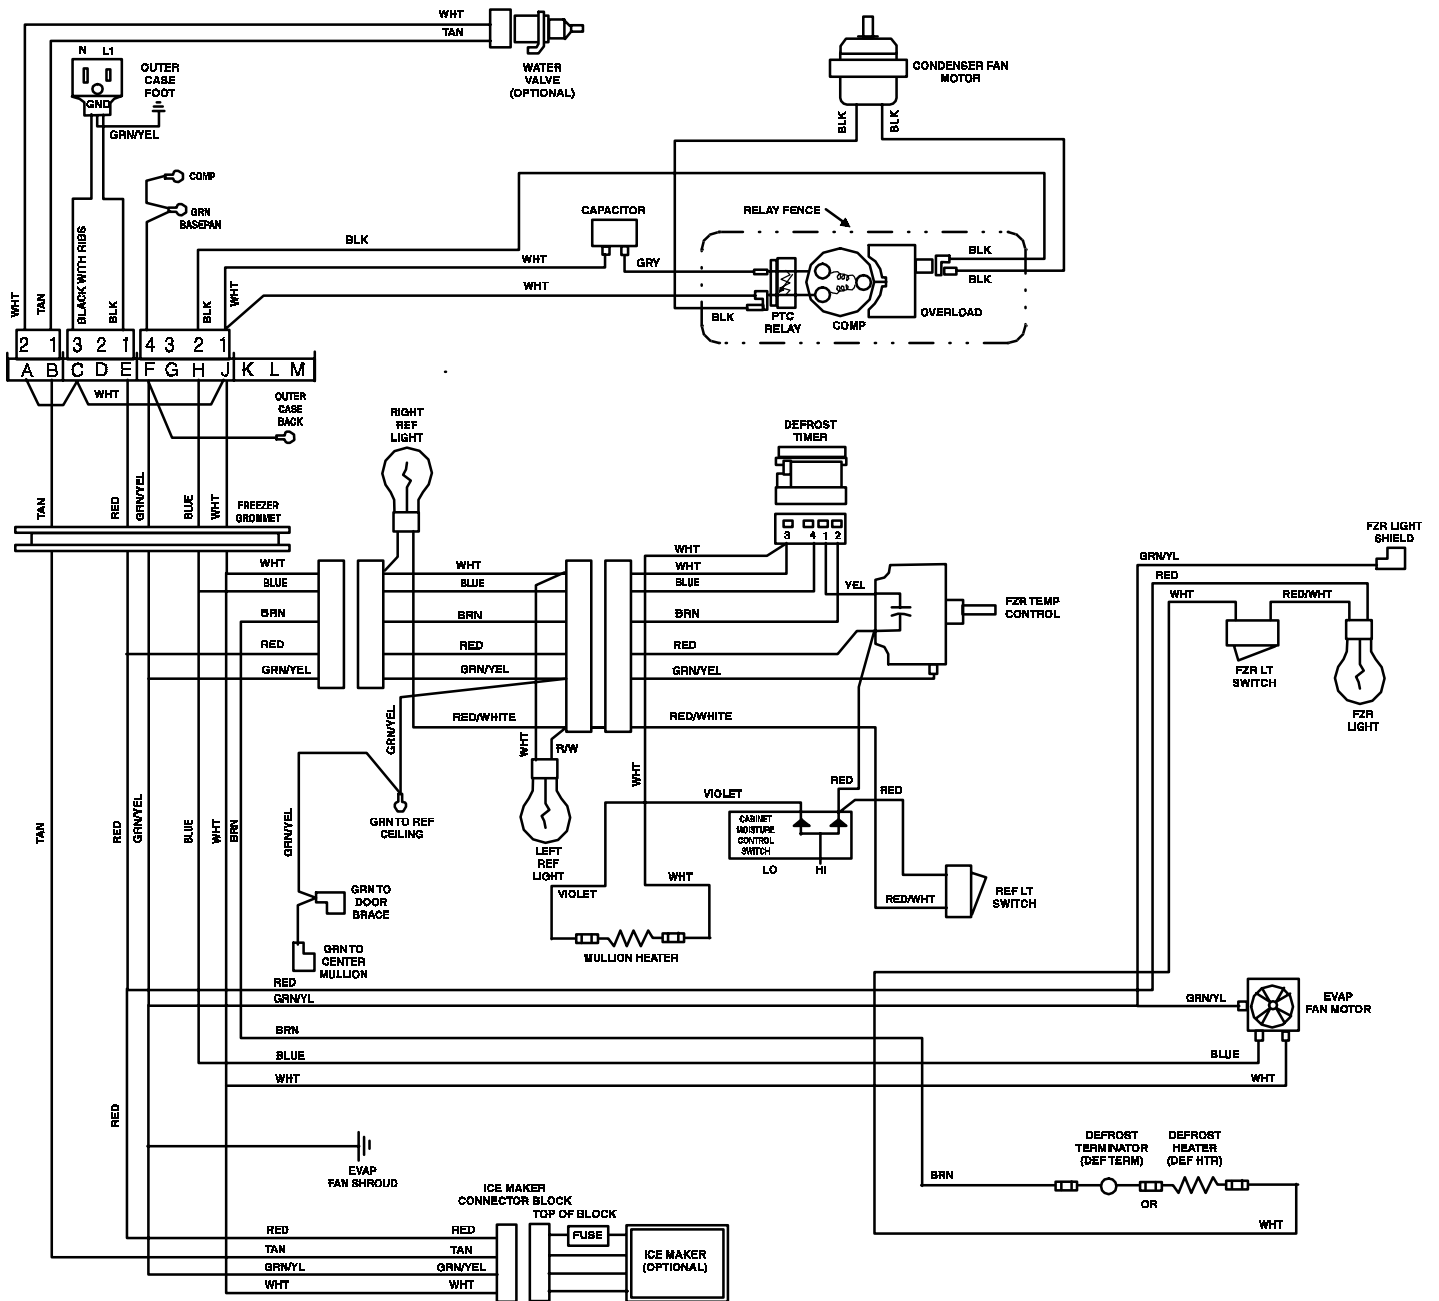 WHT
TAN
N L1
OUTER
CASE
FOOT
GND
GRN/YEL
WATER
VALVE
(OPTIONAL)
CONDENSER FAN
MOTOR
BLK
BLK
COMP
GRN
BASEPAN
CAPACITOR
RELAY FENCE
BLK
WHT
GRY
WHT
BLK
BLK
BLK
PTC
RELAY
COMP
OVERLOAD
WHT
TAN
BLACK WITH RIBS
BLK
BLK
WHT
2 1 3 2 1 4 3 2 1
A B C D E F G H J K L M
WHT
OUTER
CASE
BACK
RIGHT
REF
LIGHT
DEFROST
TIMER
3 4 1 2
TAN
RED
GRN/YEL
BLUE
WHT
FREEZER
GROMMET
WHT
BLUE
BRN
RED
GRN/YEL
WHT
BLUE
BRN
RED
GRN/YEL
RED/WHITE
WHT
WHT
BLUE
YEL
BRN
RED
GRN/YEL
RED/WHITE
FZR TEMP
CONTROL
FZR LIGHT
SHIELD
GRN/YL
RED
WHT
RED/WHT
FZR LT
SWITCH
FZR
LIGHT
GRN/YEL
WHT
R/W
WHT
GRN TO REF
CEILING
LEFT
REF
LIGHT
VIOLET
RED
RED
CABINET
MOISTURE
CONTROL
SWITCH
LO
HI
TAN
RED
GRN/YEL
BLUE
WHT
BRN
GRN/YEL
GRN TO
DOOR
BRACE
GRN TO
CENTER
MULLION
VIOLET
WHT
MULLION HEATER
RED/WHT
REF LT
SWITCH
RED
GRN/YL
GRN/YL
EVAP
FAN MOTOR
BRN
BLUE
BLUE
WHT
WHT
RED
EVAP
FAN SHROUD
DEFROST
TERMINATOR
(DEF TERM)
DEFROST
HEATER
(DEF HTR)
BRN
OR
WHT
ICE MAKER
CONNECTOR BLOCK
TOP OF BLOCK
FUSE
RED
TAN
GRN/YL
WHT
RED
TAN
GRN/YEL
WHT
ICE MAKER
(OPTIONAL)